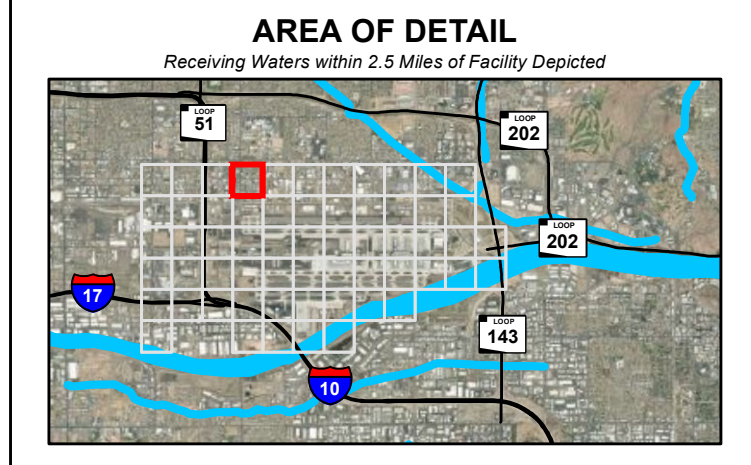 AREA OF DETAIL
Receiving Waters within 2.5 Miles of Facility Depicted
LOOP
51
LOOP
202
LOOP
202
17
LOOP
143
10